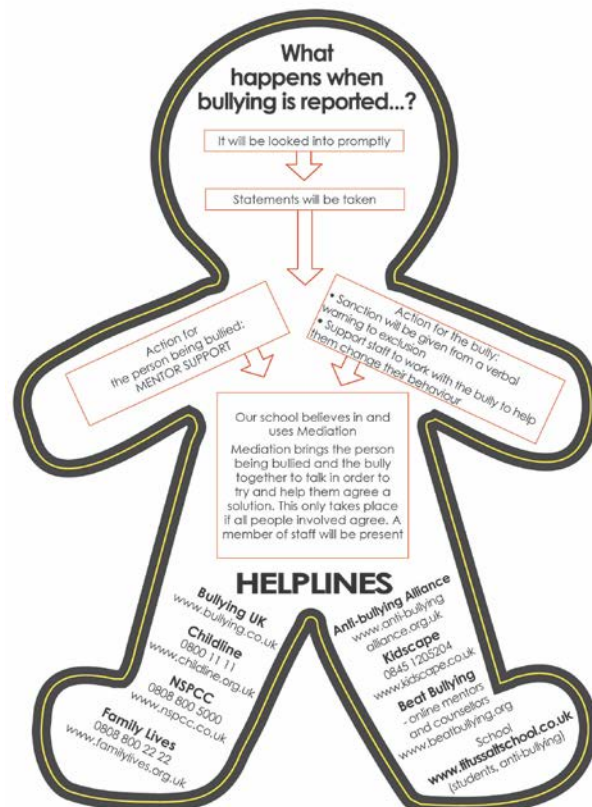 What
happens when
bullying is reported...?
It will be looked into promptly
Statements will be taken
Action for
the person being bullied:
MENTOR SUPPORT
Action for the bully:
• Sanction will be given from a verbal
warning to exclusion
• Support staff to work with the bully to help
them change their behaviour
Our school believes in and
uses Mediation
Mediation brings the person
being bullied and the bully
together to talk in order to
try and help them agree a
solution. This only takes place
if all people involved agree. A
member of staff will be present
HELPLINES
Bullying UK
www.bullying.co.uk
Childline
0800 11 11
www.childline.org.uk
NSPCC
0808 800 5000
www.nspcc.co.uk
Family Lives
0808 800 22 22
www.familylives.org.uk
Anti-bullying Alliance
www.anti-bullying
alliance.org.uk
Kidscape
0845 1205204
www.kidscape.co.uk
Beat Bullying
- online mentors
and counsellors
www.beatbullying.org
School
www.titussaltschool.co.uk
(students, anti-bullying)